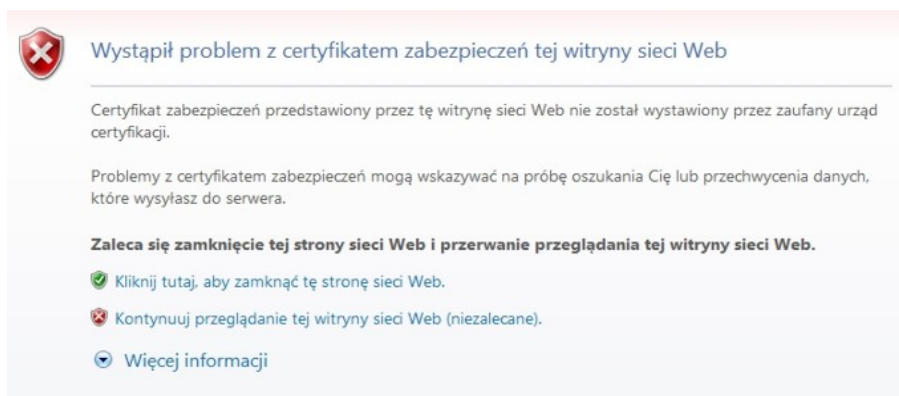 Wystąpił problem z certyfikatem zabezpieczeń tej witryny sieci Web
Certyfikat zabezpieczeń przedstawiony przez tę witrynę sieci Web nie został wystawiony przez zaufany urząd
certyfikacji.
Problemy z certyfikatem zabezpieczeń mogą wskazywać na próbę oszukania Cię lub przechwycenia danych,
które wysyłasz do serwera.
Zaleca się zamknięcie tej strony sieci Web i przerwanie przeglądania tej witryny sieci Web.
Kliknij tutaj, aby zamknąć tę stronę sieci Web.
Kontynuuj przeglądanie tej witryny sieci Web (niezalecane).
Więcej informacji